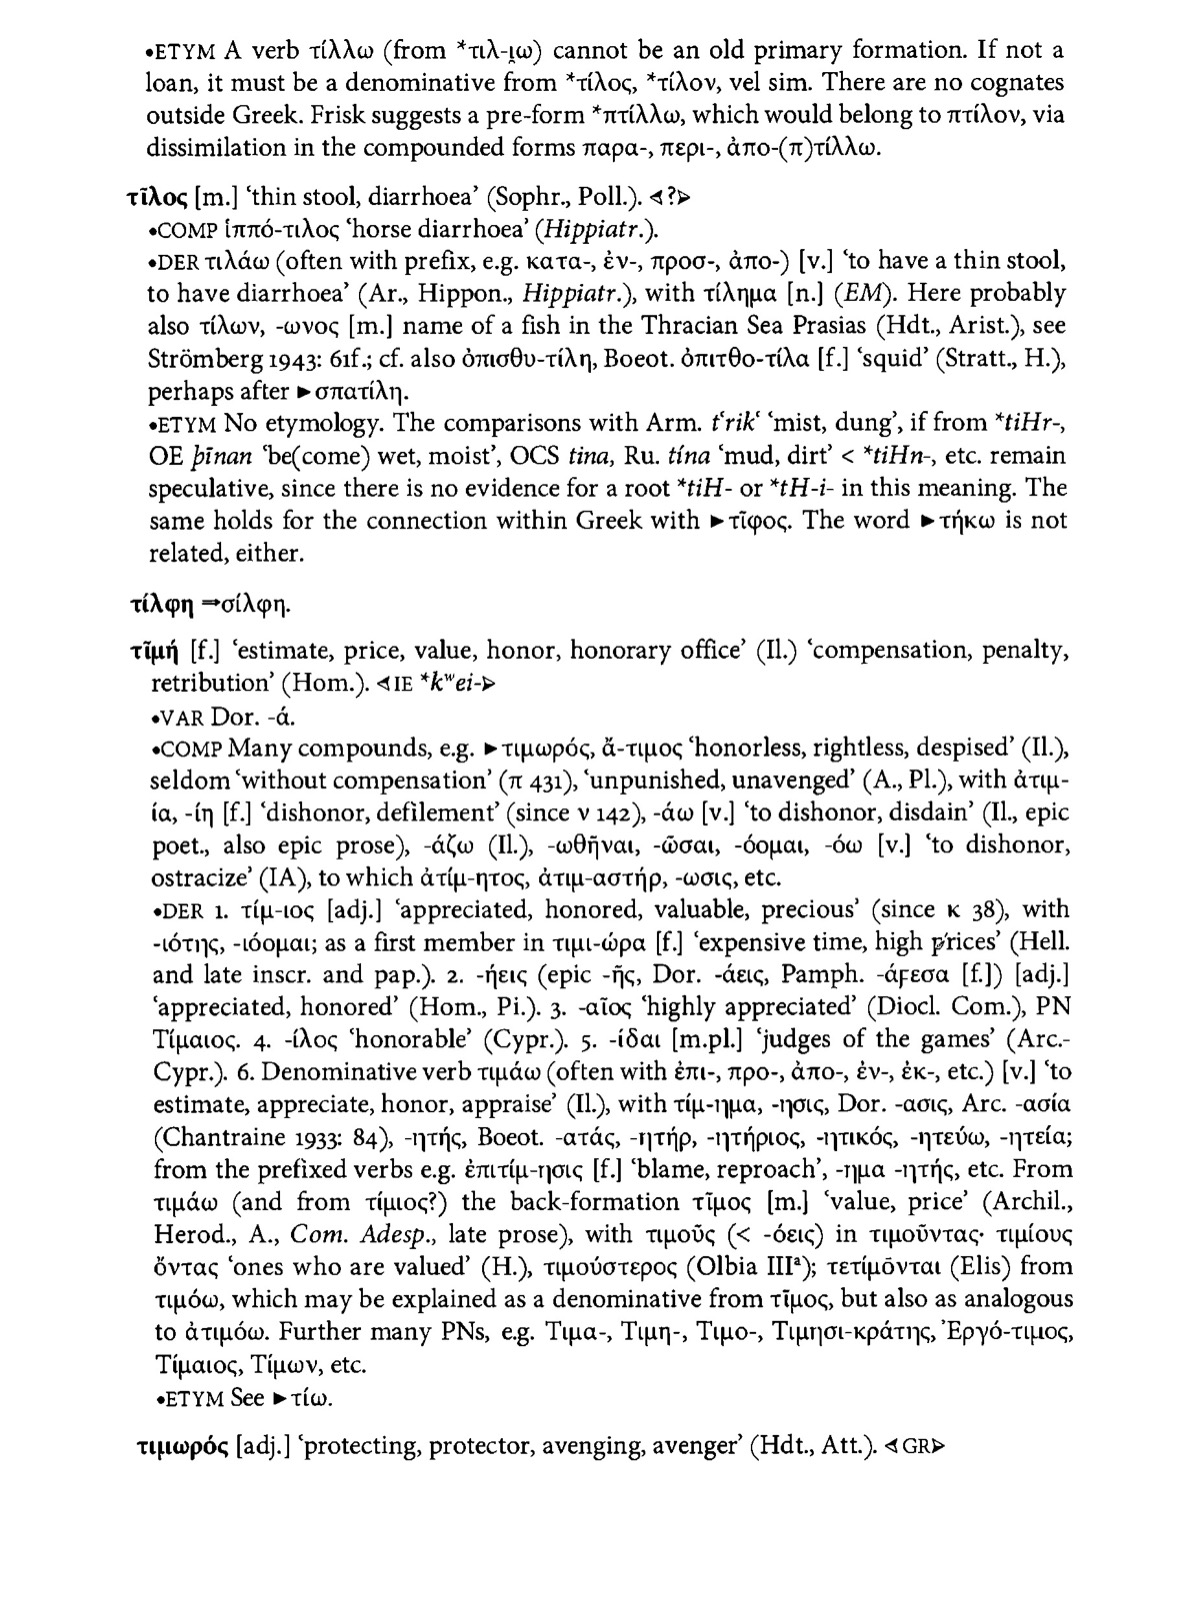 •ETYM A verb τίλλω (from *τιλ-ι̯ω) cannot be an old primary formation. If not a
loan, it must be a denominative from *τίλος, *τίλον, vel sim. There are no cognates
outside Greek. Frisk suggests a pre-form *πτίλλω, which would belong to πτίλον, via
dissimilation in the compounded forms παρα-, περι-, ἀπο-(π)τίλλω.
τῖλος [m.] ‘thin stool, diarrhoea’ (Sophr., Poll.). ⊲?⊳
•COMP ἱππό-τιλος ‘horse diarrhoea’ (Hippiatr.).
•DER τιλάω (often with prefix, e.g. κατα-, ἐν-, προσ-, ἀπο-) [v.] ‘to have a thin stool,
to have diarrhoea’ (Ar., Hippon., Hippiatr.), with τίλημα [n.] (EM). Here probably
also τίλων, -ωνος [m.] name of a fish in the Thracian Sea Prasias (Hdt., Arist.), see
Strömberg 1943: 61f.; cf. also ὀπισθυ-τίλη, Boeot. ὀπιτθο-τίλα [f.] ‘squid’ (Stratt., H.),
perhaps after ►σπατίλη.
•ETYM No etymology. The comparisons with Arm. tʿrikʿ ‘mist, dung’, if from *tiHr-,
OE þīnan ‘be(come) wet, moist’, OCS tina, Ru. tína ‘mud, dirt’ < *tiHn-, etc. remain
speculative, since there is no evidence for a root *tiH- or *tH-i- in this meaning. The
same holds for the connection within Greek with ►τῖφος. The word ►τήκω is not
related, either.
τίλφη ⇒σίλφη.
τῑμή [f.] ‘estimate, price, value, honor, honorary office’ (Il.) ‘compensation, penalty,
retribution’ (Hom.). ⊲IE *kʷei-⊳
•VAR Dor. -ά.
•COMP Many compounds, e.g. ►τιμωρός, ἄ-τιμος ‘honorless, rightless, despised’ (Il.),
seldom ‘without compensation’ (π 431), ‘unpunished, unavenged’ (A., Pl.), with ἀτιμ-
ία, -ίη [f.] ‘dishonor, defilement’ (since ν 142), -άω [v.] ‘to dishonor, disdain’ (Il., epic
poet., also epic prose), -άζω (Il.), -ωθῆναι, -ῶσαι, -όομαι, -όω [v.] ‘to dishonor,
ostracize’ (IA), to which ἀτίμ-ητος, ἀτιμ-αστήρ, -ωσις, etc.
•DER 1. τίμ-ιος [adj.] ‘appreciated, honored, valuable, precious’ (since κ 38), with
-ιότης, -ιόομαι; as a first member in τιμι-ώρα [f.] ‘expensive time, high prices’ (Hell.
and late inscr. and pap.). 2. -ήεις (epic -ῆς, Dor. -άεις, Pamph. -άϝεσα [f.]) [adj.]
‘appreciated, honored’ (Hom., Pi.). 3. -αῖος ‘highly appreciated’ (Diocl. Com.), PN
Τίμαιος. 4. -ίλος ‘honorable’ (Cypr.). 5. -ίδαι [m.pl.] ‘judges of the games’ (Arc.-
Cypr.). 6. Denominative verb τιμάω (often with ἐπι-, προ-, ἀπο-, ἐν-, ἐκ-, etc.) [v.] ‘to
estimate, appreciate, honor, appraise’ (Il.), with τίμ-ημα, -ησις, Dor. -ασις, Arc. -ασία
(Chantraine 1933: 84), -ητής, Boeot. -ατάς, -ητήρ, -ητήριος, -ητικός, -ητεύω, -ητεία;
from the prefixed verbs e.g. ἐπιτίμ-ησις [f.] ‘blame, reproach’, -ημα -ητής, etc. From
τιμάω (and from τίμιος?) the back-formation τῖμος [m.] ‘value, price’ (Archil.,
Herod., A., Com. Adesp., late prose), with τιμοῦς (< -όεις) in τιμοῦντας· τιμίους
ὄντας ‘ones who are valued’ (H.), τιμούστερος (Olbia IIIᵃ); τετίμōνται (Elis) from
τιμόω, which may be explained as a denominative from τῖμος, but also as analogous
to ἀτιμόω. Further many PNs, e.g. Τιμα-, Τιμη-, Τιμο-, Τιμησι-κράτης, Ἐργό-τιμος,
Τίμαιος, Τίμων, etc.
•ETYM See ►τίω.
τιμωρός [adj.] ‘protecting, protector, avenging, avenger’ (Hdt., Att.). ⊲GR⊳